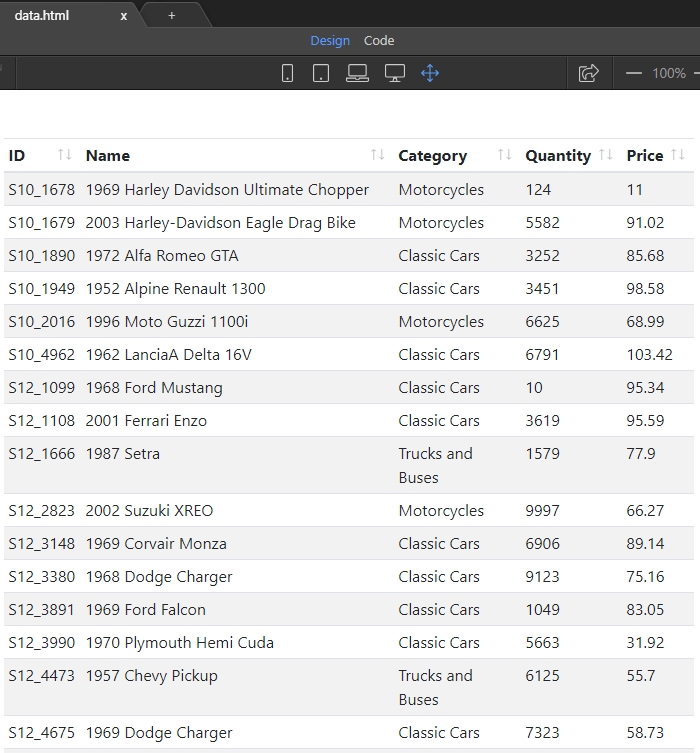 data.html x +
Design Code
100%
ID Name Category Quantity Price
S10_1678 1969 Harley Davidson Ultimate Chopper Motorcycles 124 11
S10_1679 2003 Harley-Davidson Eagle Drag Bike Motorcycles 5582 91.02
S10_1890 1972 Alfa Romeo GTA Classic Cars 3252 85.68
S10_1949 1952 Alpine Renault 1300 Classic Cars 3451 98.58
S10_2016 1996 Moto Guzzi 1100i Motorcycles 6625 68.99
S10_4962 1962 LanciaA Delta 16V Classic Cars 6791 103.42
S12_1099 1968 Ford Mustang Classic Cars 10 95.34
S12_1108 2001 Ferrari Enzo Classic Cars 3619 95.59
S12_1666 1987 Setra Trucks and 1579 77.9
Buses
S12_2823 2002 Suzuki XREO Motorcycles 9997 66.27
S12_3148 1969 Corvair Monza Classic Cars 6906 89.14
S12_3380 1968 Dodge Charger Classic Cars 9123 75.16
S12_3891 1969 Ford Falcon Classic Cars 1049 83.05
S12_3990 1970 Plymouth Hemi Cuda Classic Cars 5663 31.92
S12_4473 1957 Chevy Pickup Trucks and 6125 55.7
Buses
S12_4675 1969 Dodge Charger Classic Cars 7323 58.73